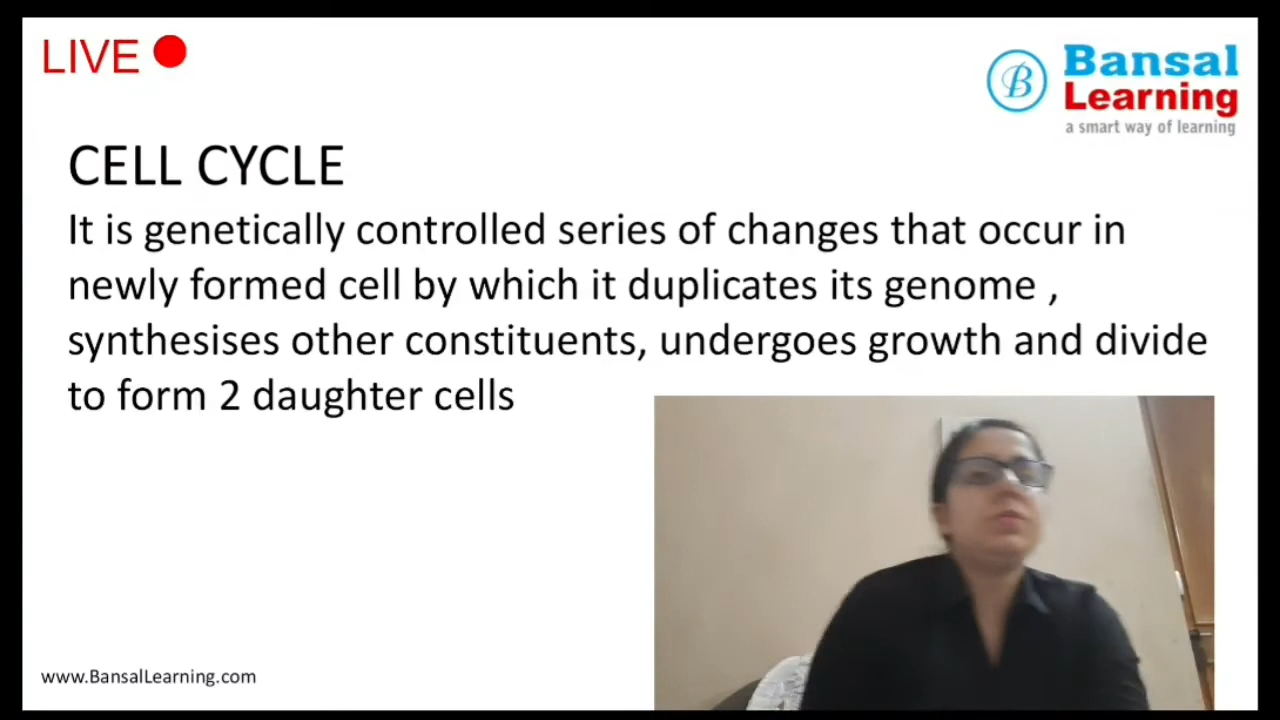 LIVE
Bansal
Learning
a smart way of learning
CELL CYCLE
It is genetically controlled series of changes that occur in
newly formed cell by which it duplicates its genome ,
synthesises other constituents, undergoes growth and divide
to form 2 daughter cells
www.BansalLearning.com